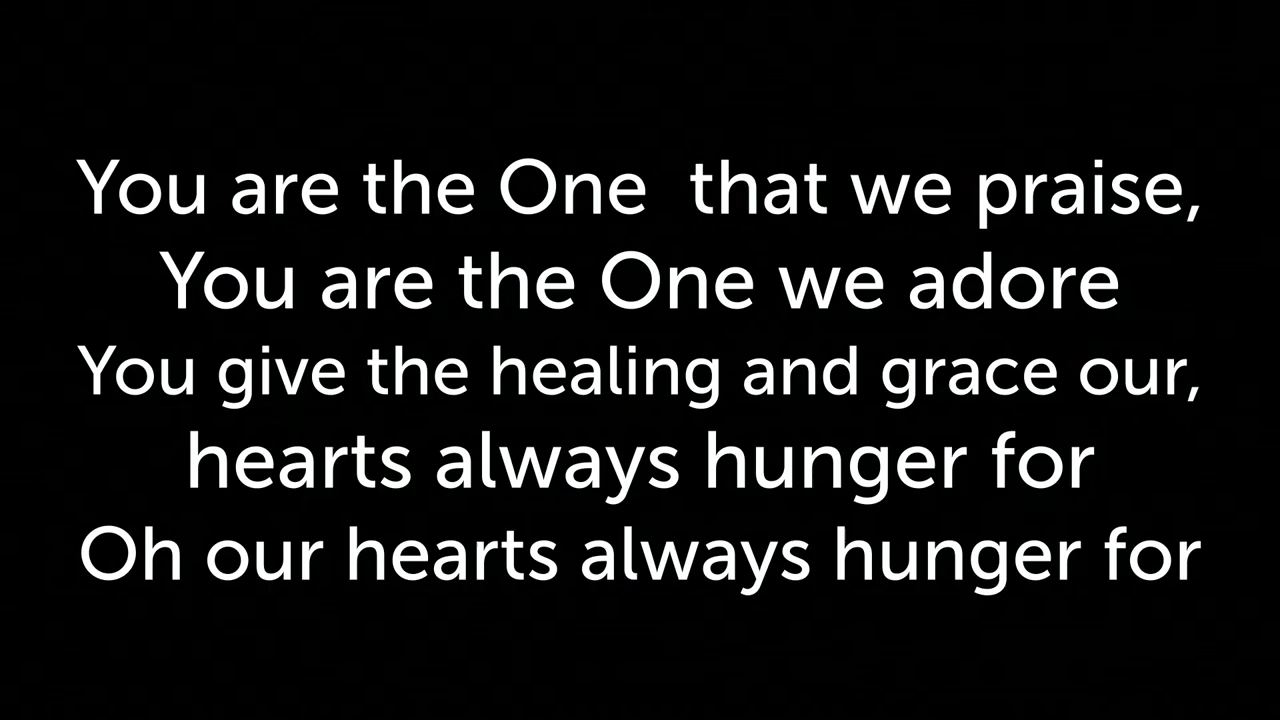 You are the One  that we praise,
You are the One we adore
You give the healing and grace our,
hearts always hunger for
Oh our hearts always hunger for